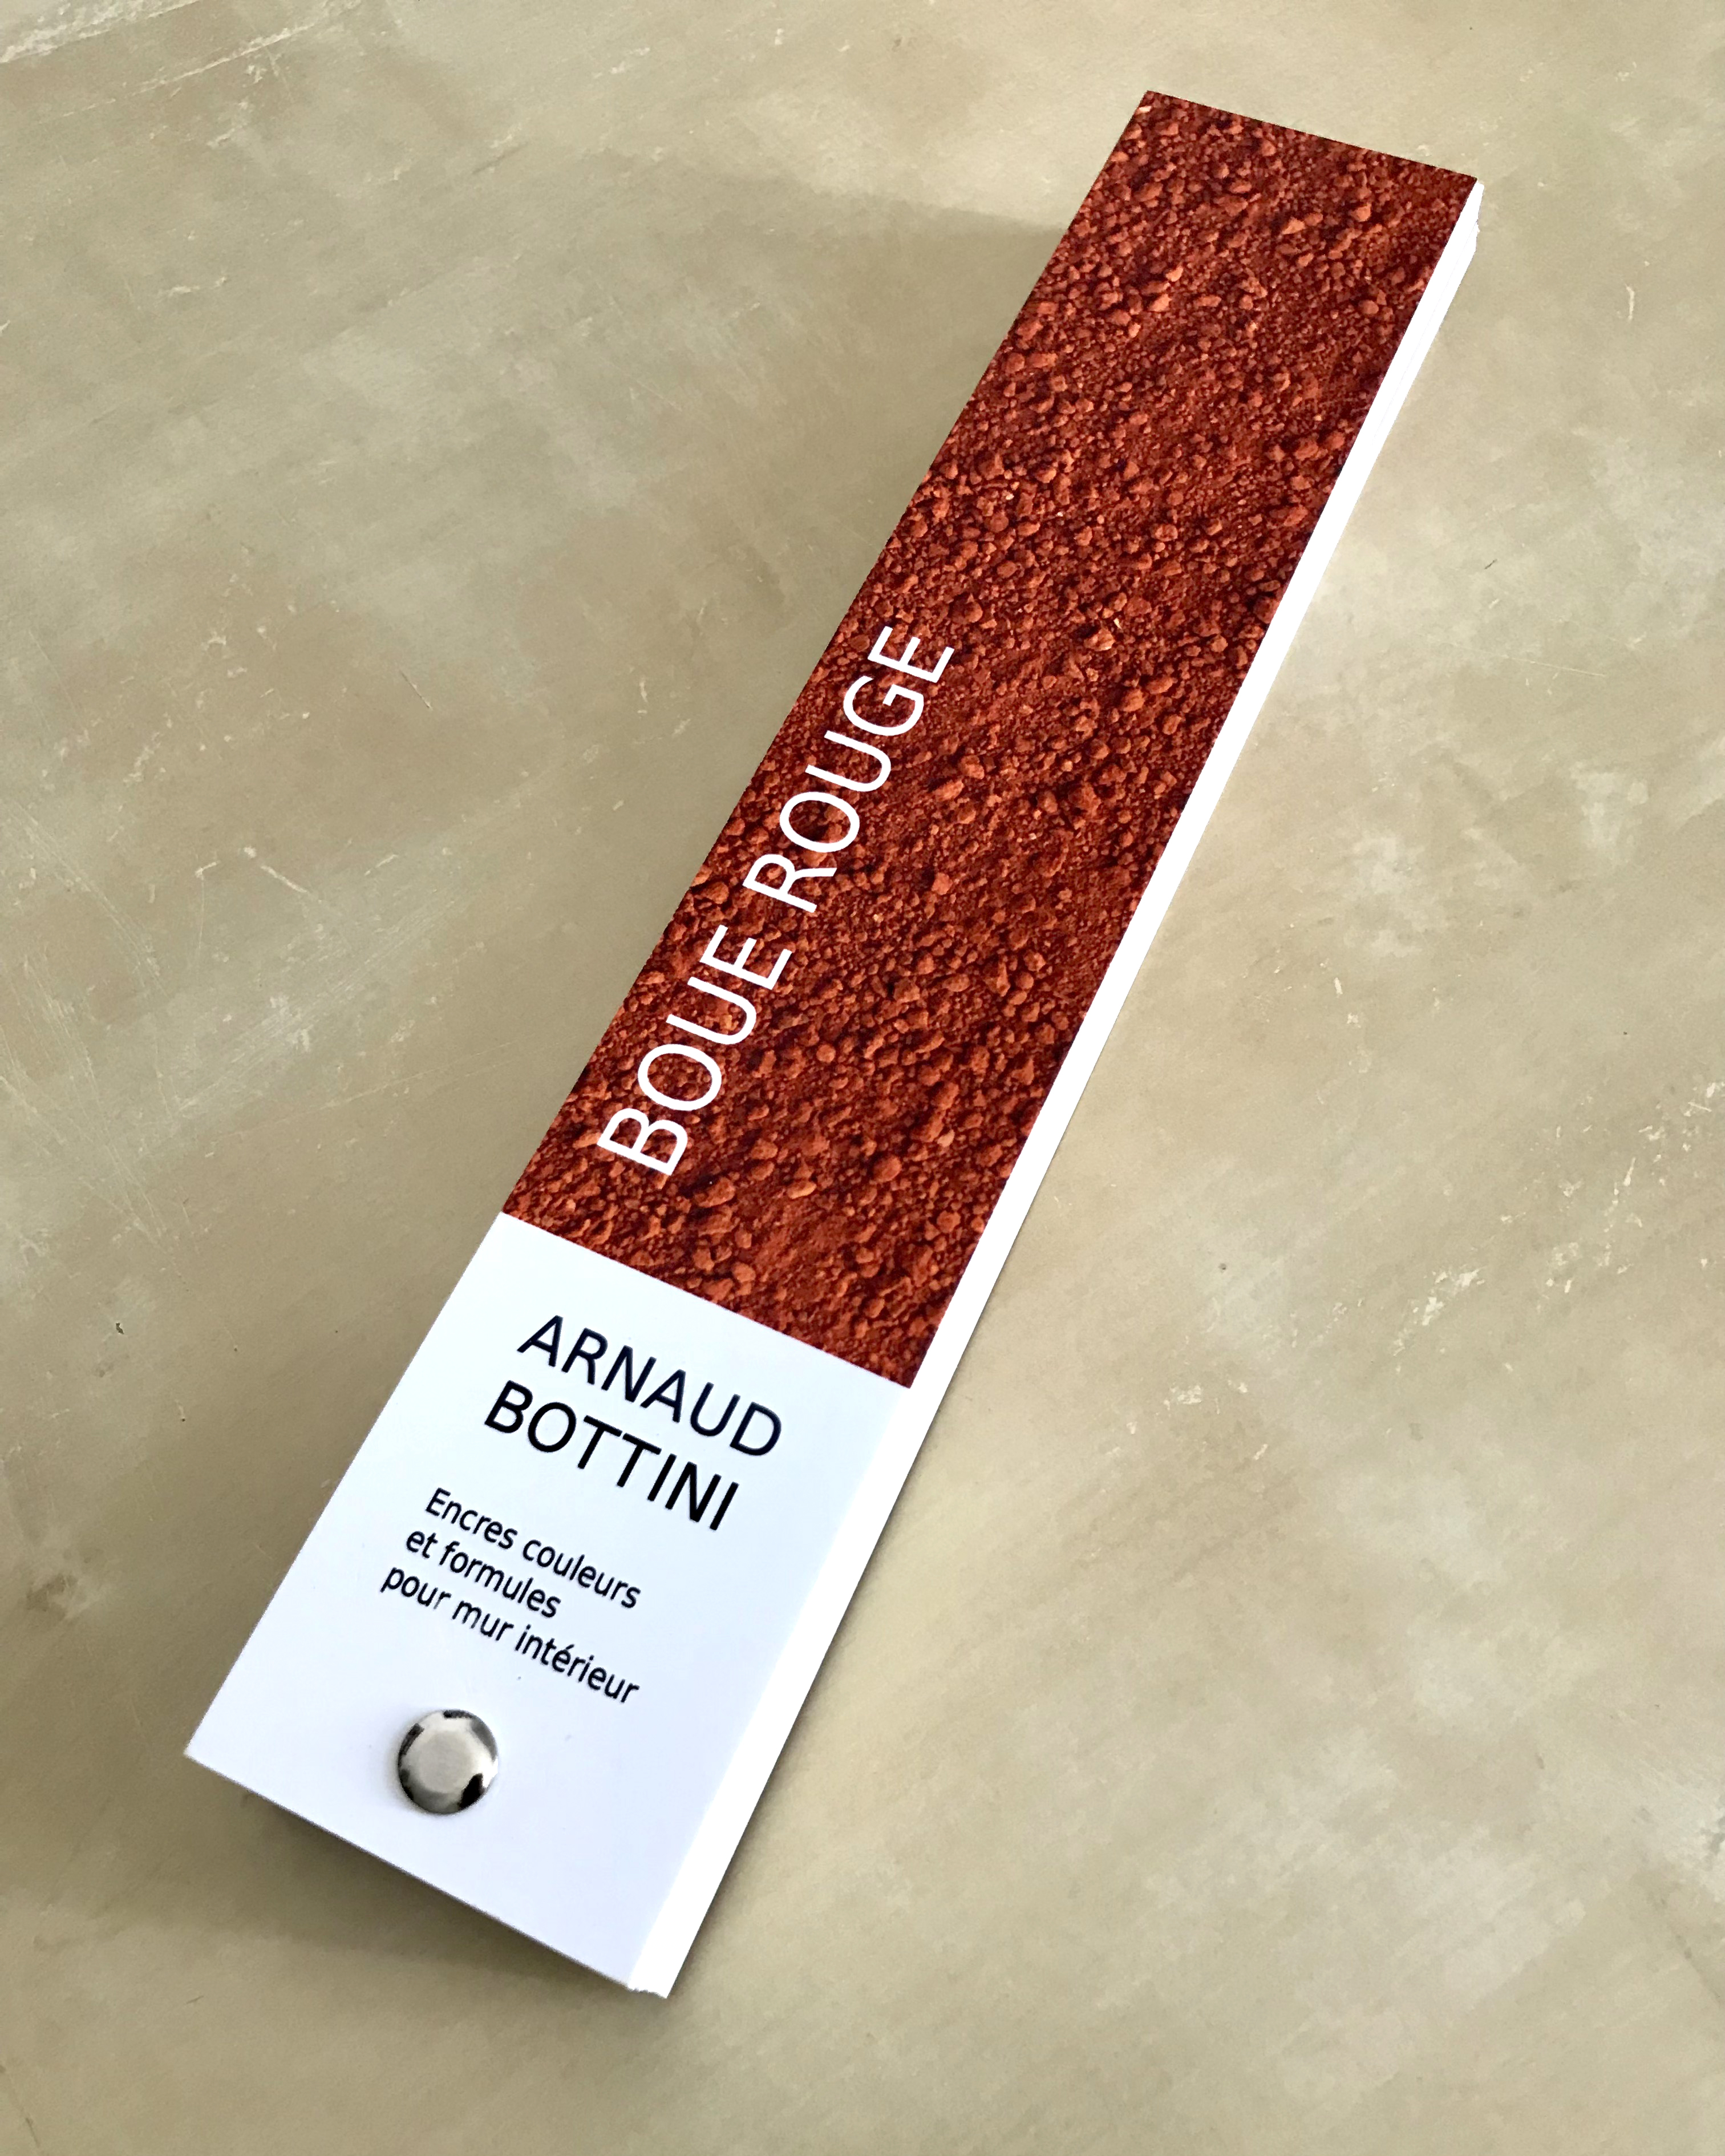 BOUE ROUGE
ARNAUD
BOTTINI
Encres couleurs
et formules
pour mur intérieur